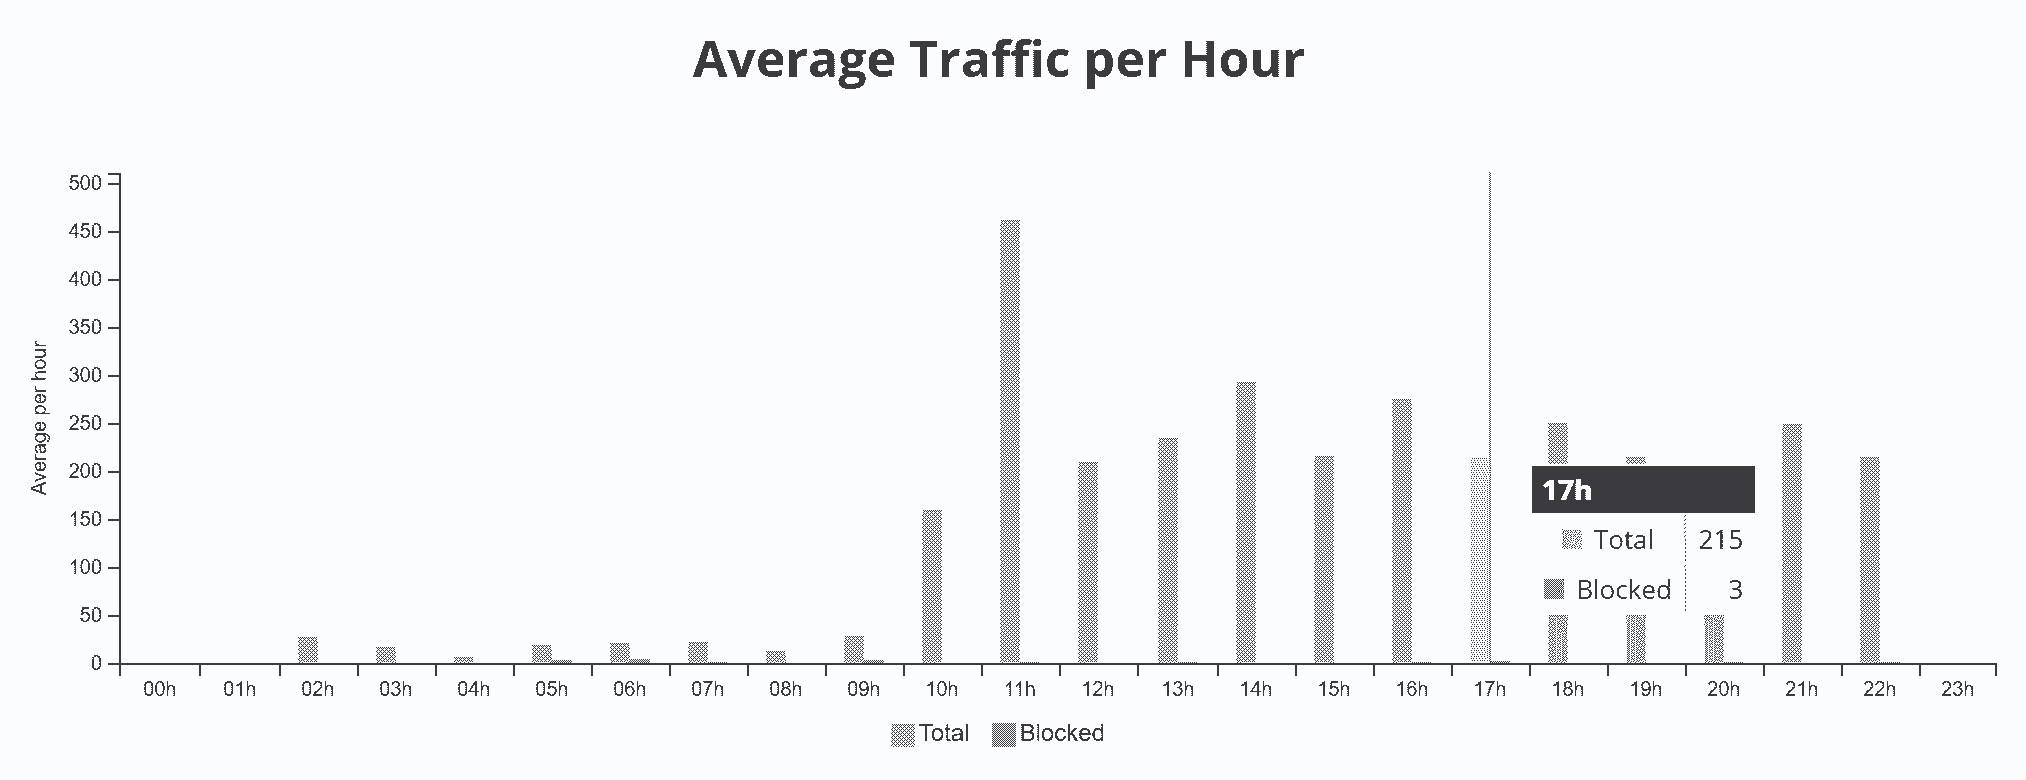 Average Traffic per Hour
Average per hour
500
450
400
350
300
250
200
150
100
50
0
17h
Total 215
Blocked 3
00h 01h 02h 03h 04h 05h 06h 07h 08h 09h 10h 11h 12h 13h 14h 15h 16h 17h 18h 19h 20h 21h 22h 23h
Total Blocked